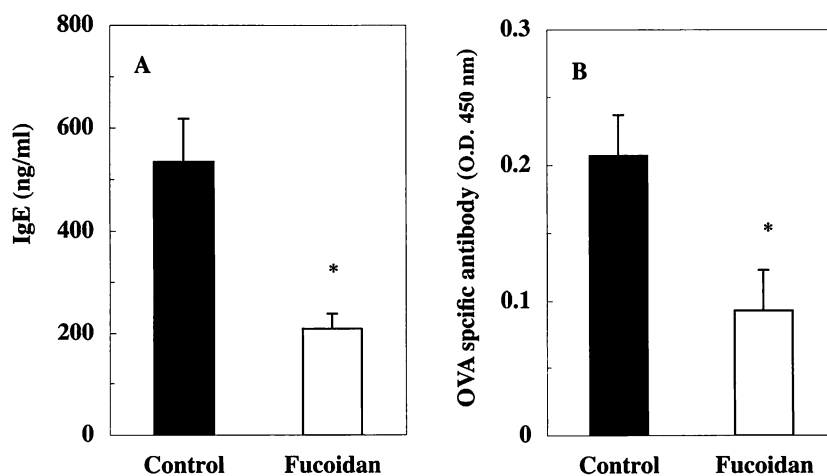 A
IgE (ng/ml)
800
600
400
200
0
*
Control Fucoidan
B
OVA spcific antibody (O.D. 450 nm)
0.3
0.2
0.1
0
*
Control Fucoidan